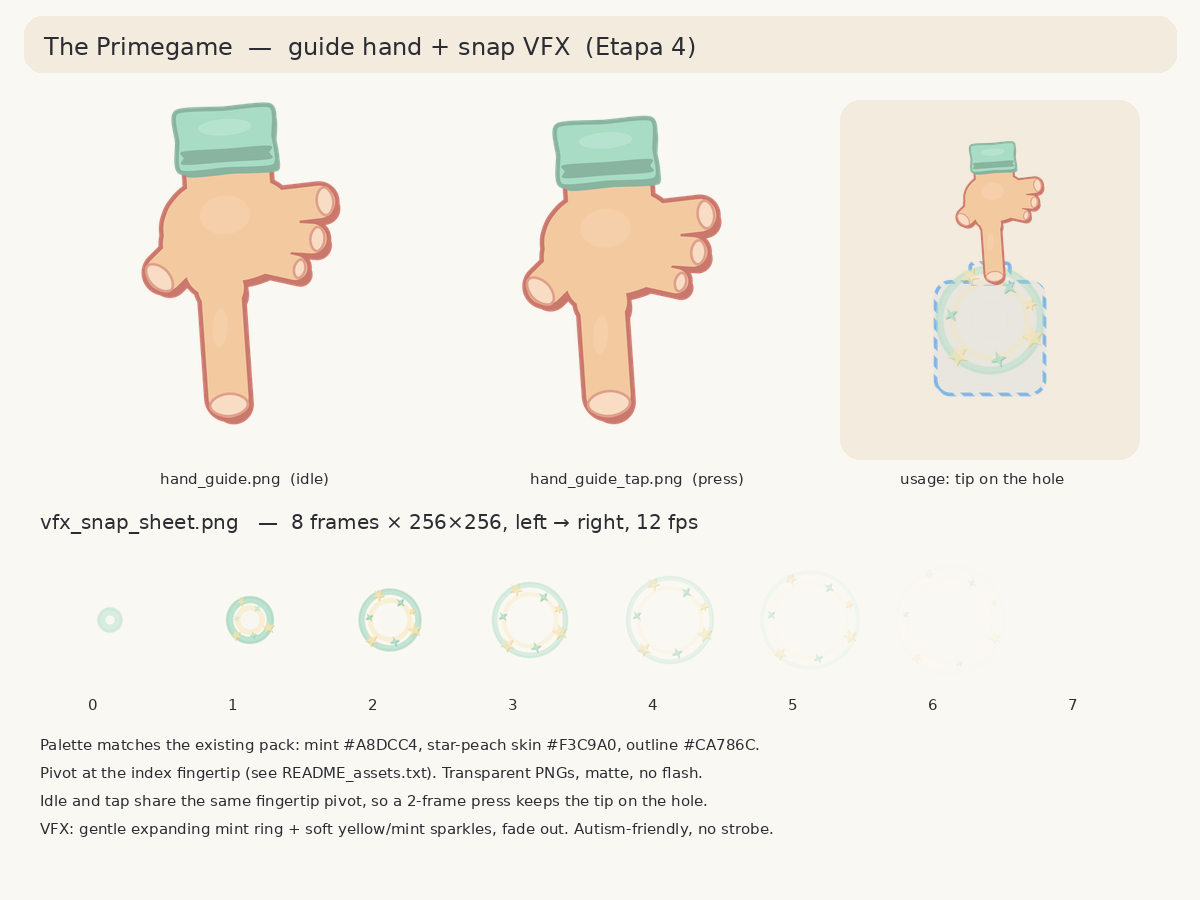 The Primegame  —  guide hand + snap VFX  (Etapa 4)
hand_guide.png  (idle)
hand_guide_tap.png  (press)
usage: tip on the hole
vfx_snap_sheet.png   —  8 frames × 256×256, left → right, 12 fps
0 1 2 3 4 5 6 7
Palette matches the existing pack: mint #A8DCC4, star-peach skin #F3C9A0, outline #CA786C.
Pivot at the index fingertip (see README_assets.txt). Transparent PNGs, matte, no flash.
Idle and tap share the same fingertip pivot, so a 2-frame press keeps the tip on the hole.
VFX: gentle expanding mint ring + soft yellow/mint sparkles, fade out. Autism-friendly, no strobe.